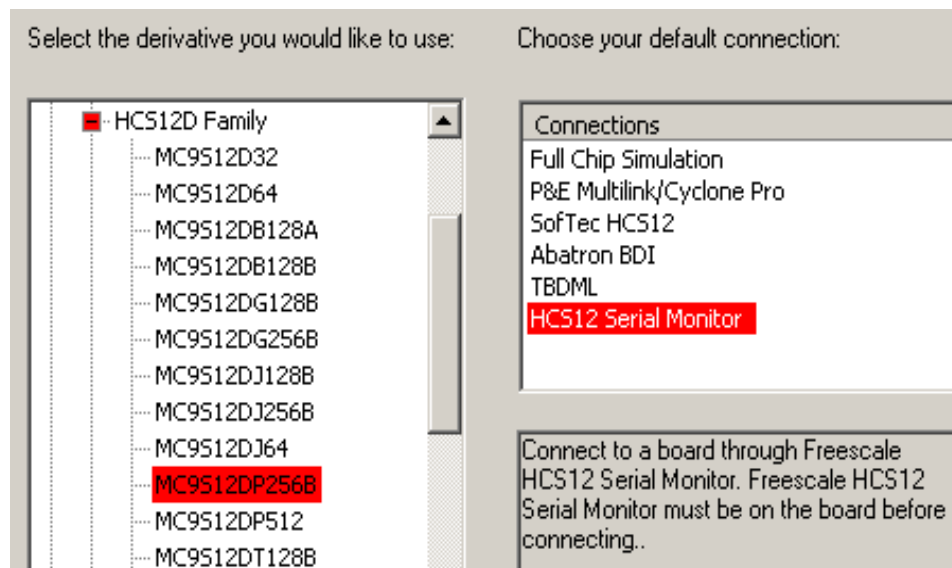 Select the derivative you would like to use:
HCS12D Family
MC9S12D32
MC9S12D64
MC9S12DB128A
MC9S12DB128B
MC9S12DG128B
MC9S12DG256B
MC9S12DJ128B
MC9S12DJ256B
MC9S12DJ64
MC9S12DP256B
MC9S12DP512
MC9S12DT128B
Choose your default connection:
Connections
Full Chip Simulation
P&E Multilink/Cyclone Pro
SofTec HCS12
Abatron BDI
TBDML
HCS12 Serial Monitor
Connect to a board through Freescale
HCS12 Serial Monitor. Freescale HCS12
Serial Monitor must be on the board before
connecting..